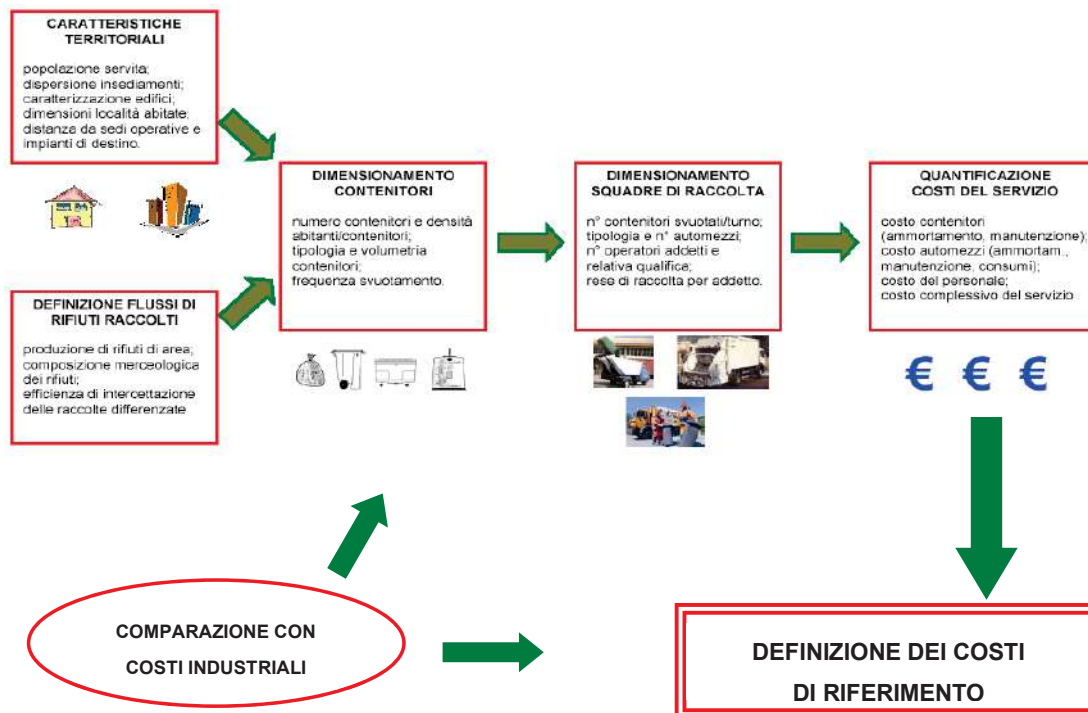 CARATTERISTICHE
TERRITORIALI
popolazione servita;
dispersione insediamenti;
caratterizzazione edifici;
dimensioni località abitate;
distanza da sedi operative e
impianti di destino.
DEFINIZIONE FLUSSI DI
RIFIUTI RACCOLTI
produzione di rifiuti di area;
composizione merceologica
dei rifiuti;
efficienza di intercettazione
delle raccolte differenzate
DIMENSIONAMENTO
CONTENITORI
numero contenitori e densità
abitanti/contenitori;
tipologia e volumetria
contenitori;
frequenza svuotamento.
DIMENSIONAMENTO
SQUADRE DI RACCOLTA
n° contenitori svuotati/turno;
tipologia e n° automezzi;
n° operatori addetti e
relativa qualifica;
rese di raccolta per addetto.
QUANTIFICAZIONE
COSTI DEL SERVIZIO
costo contenitori
(ammortamento, manutenzione);
costo automezzi (ammortam.,
manutenzione, consumi);
costo del personale;
costo complessivo del servizio
€ € €
COMPARAZIONE CON
COSTI INDUSTRIALI
DEFINIZIONE DEI COSTI
DI RIFERIMENTO